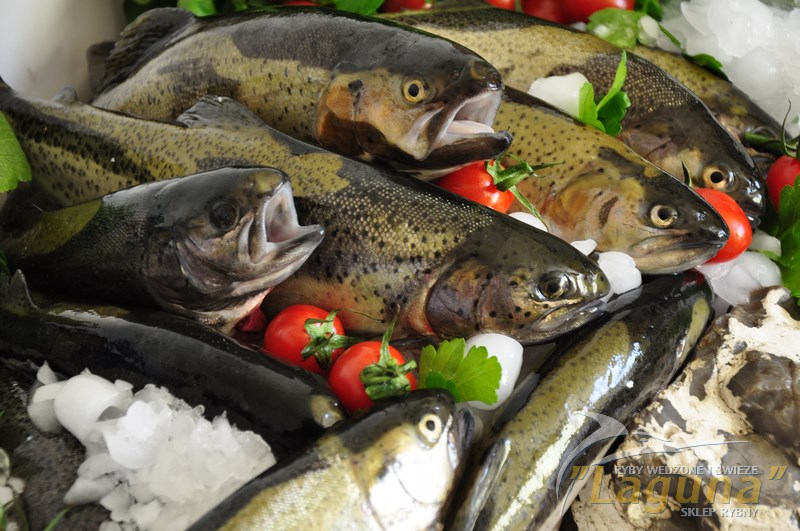 RYBY WĘDZONE I ŚWIEŻE
"Laguna"
SKLEP RYBNY